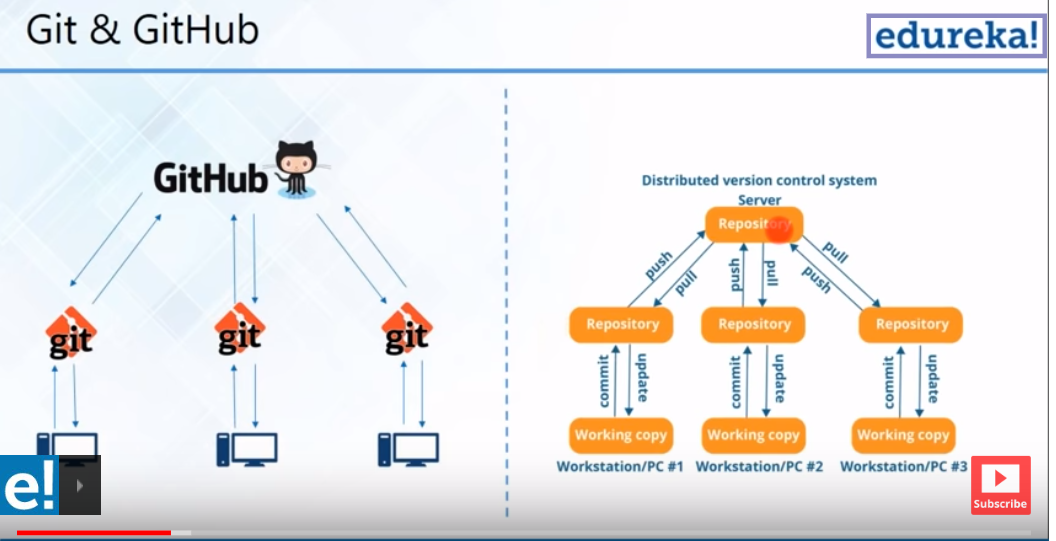 Git & GitHub
edureka!
GitHub
git
git
git
Distributed version control system
Server
Repository
push
pull
push
pull
push
pull
Repository
Repository
Repository
commit
update
commit
update
commit
update
Working copy
Working copy
Working copy
Workstation/PC #1
Workstation/PC #2
Workstation/PC #3
e!
Subscribe